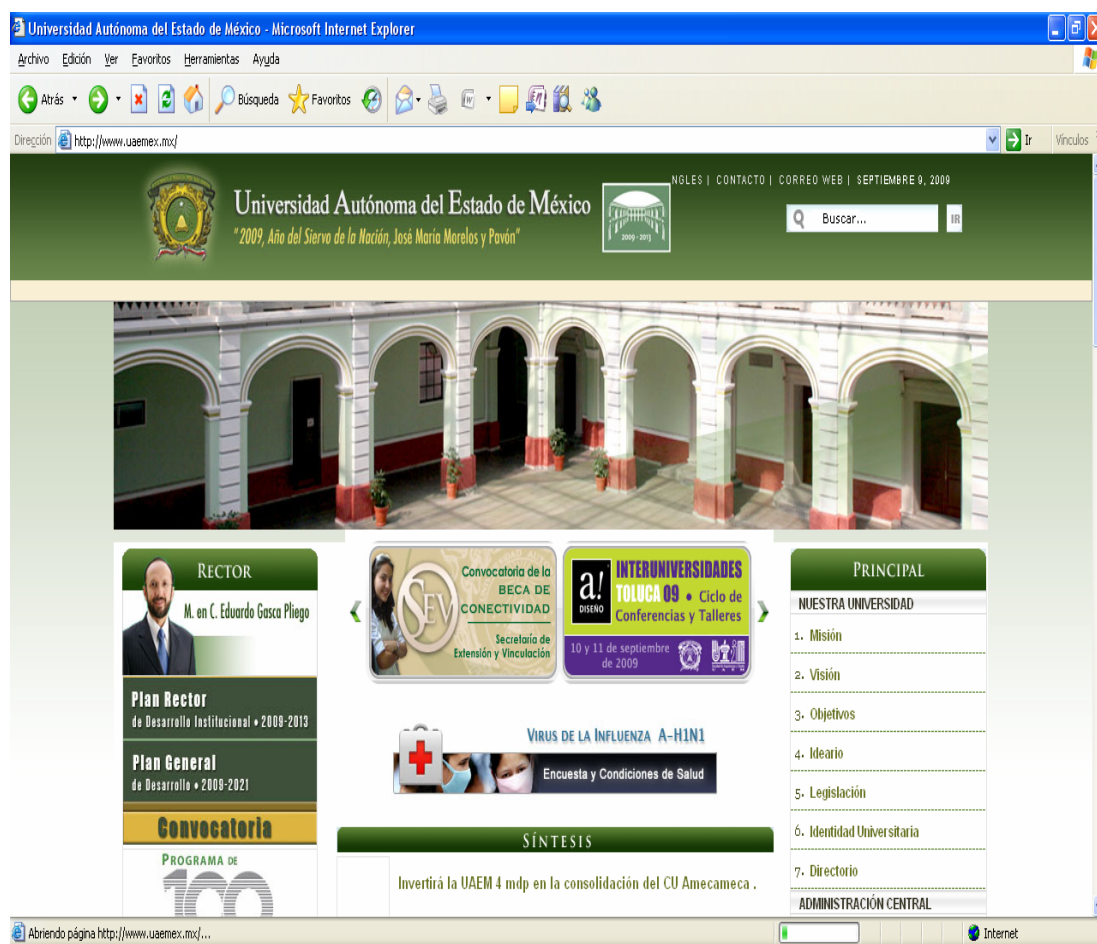 Universidad Autónoma del Estado de México - Microsoft Internet Explorer
Archivo Edición Ver Favoritos Herramientas Ayuda
Atrás Búsqueda Favoritos
Dirección http://www.uaemex.mx/ Ir Vínculos
NGLES | CONTACTO | CORREO WEB | SEPTIEMBRE 9, 2009
Universidad Autónoma del Estado de México
"2009, Año del Siervo de la Nación, José María Morelos y Pavón"
2009 - 2013
Buscar... IR
RECTOR
M. en C. Eduardo Gasca Pliego
Plan Rector
de Desarrollo Institucional • 2009-2013
Plan General
de Desarrollo • 2009-2021
Convocatoria
PROGRAMA DE
100
SEV
Convocatoria de la
BECA DE
CONECTIVIDAD
Secretaría de
Extensión y Vinculación
a!
DISEÑO
INTERUNIVERSIDADES
TOLUCA 09 • Ciclo de
Conferencias y Talleres
10 y 11 de septiembre
de 2009
VIRUS DE LA INFLUENZA A-H1N1
Encuesta y Condiciones de Salud
SÍNTESIS
Invertirá la UAEM 4 mdp en la consolidación del CU Amecameca .
PRINCIPAL
NUESTRA UNIVERSIDAD
1. Misión
2. Visión
3. Objetivos
4. Ideario
5. Legislación
6. Identidad Universitaria
7. Directorio
ADMINISTRACIÓN CENTRAL
Abriendo página http://www.uaemex.mx/... Internet